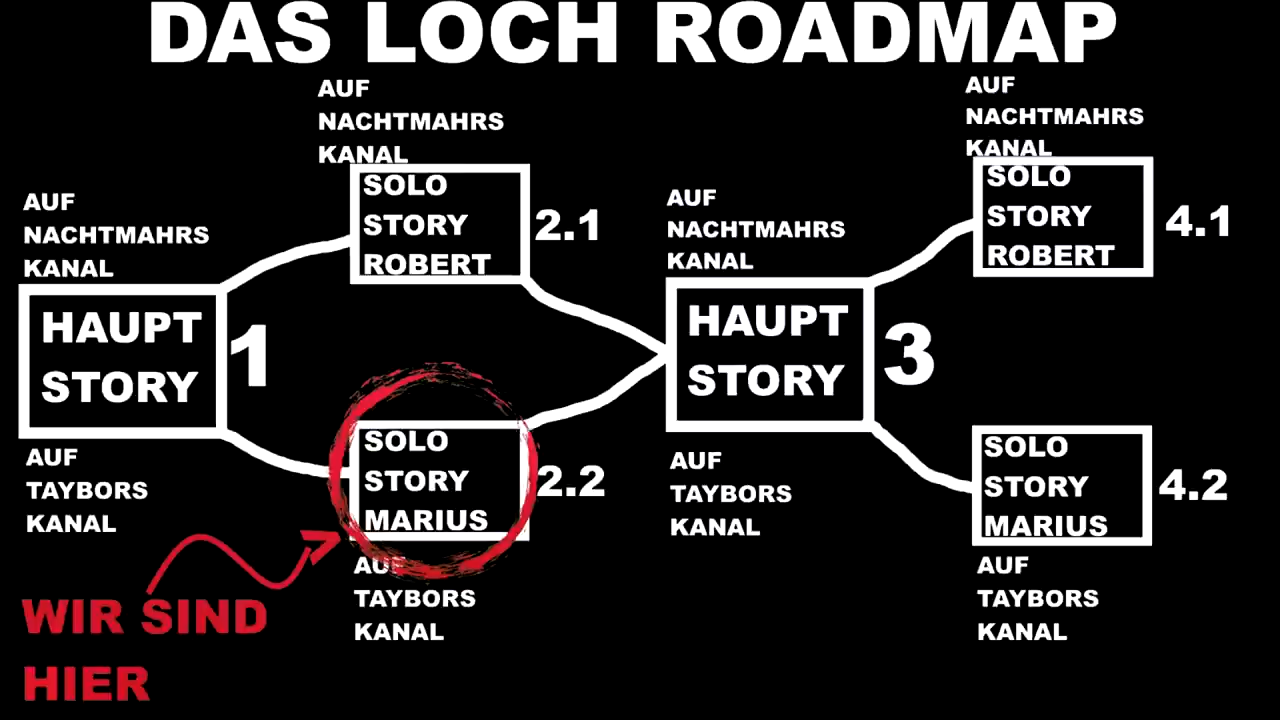 DAS LOCH ROADMAP
AUF
NACHTMAHRS
KANAL
HAUPT
STORY
1
AUF
TAYBORS
KANAL
AUF
NACHTMAHRS
KANAL
SOLO
STORY
ROBERT
2.1
SOLO
STORY
MARIUS
2.2
AUF
TAYBORS
KANAL
WIR SIND
HIER
AUF
NACHTMAHRS
KANAL
HAUPT
STORY
3
AUF
TAYBORS
KANAL
AUF
NACHTMAHRS
KANAL
SOLO
STORY
ROBERT
4.1
SOLO
STORY
MARIUS
4.2
AUF
TAYBORS
KANAL